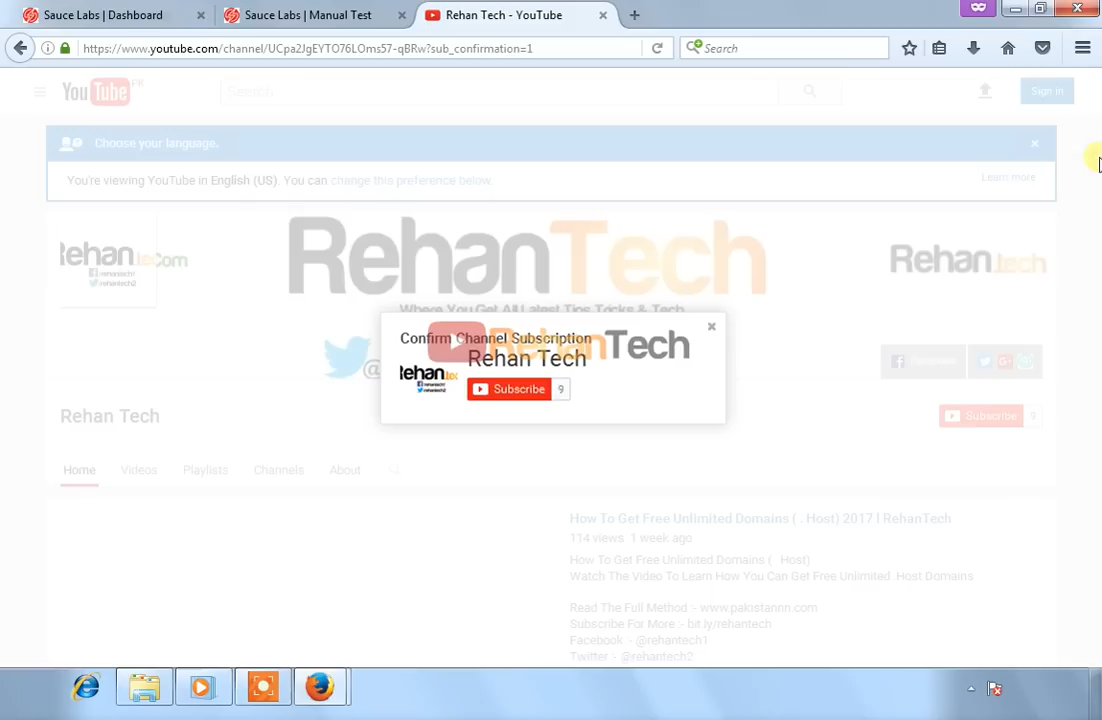 Sauce Labs | Dashboard
Sauce Labs | Manual Test
Rehan Tech - YouTube
https://www.youtube.com/channel/UCpa2JgEYTO76LOms57-qBRw?sub_confirmation=1
Search
YouTube PK
Search
Sign in
Choose your language.
You're viewing YouTube in English (US). You can change this preference below.
Learn more
RehanTech
Where You Get All Latest Tips Tricks & Tech
Confirm Channel Subscription
RehanTech
Rehan Tech
Subscribe 9
@
Rehan Tech
Subscribe 9
Home
Videos
Playlists
Channels
About
How To Get Free Unlimited Domains ( . Host) 2017 l RehanTech
114 views 1 week ago
How To Get Free Unlimited Domains ( Host)
Watch The Video To Learn How You Can Get Free Unlimited .Host Domains
Read The Full Method :- www.pakistannn.com
Subscribe For More :- bit.ly/rehantech
Facebook :- @rehantech1
Twitter :- @rehantech2